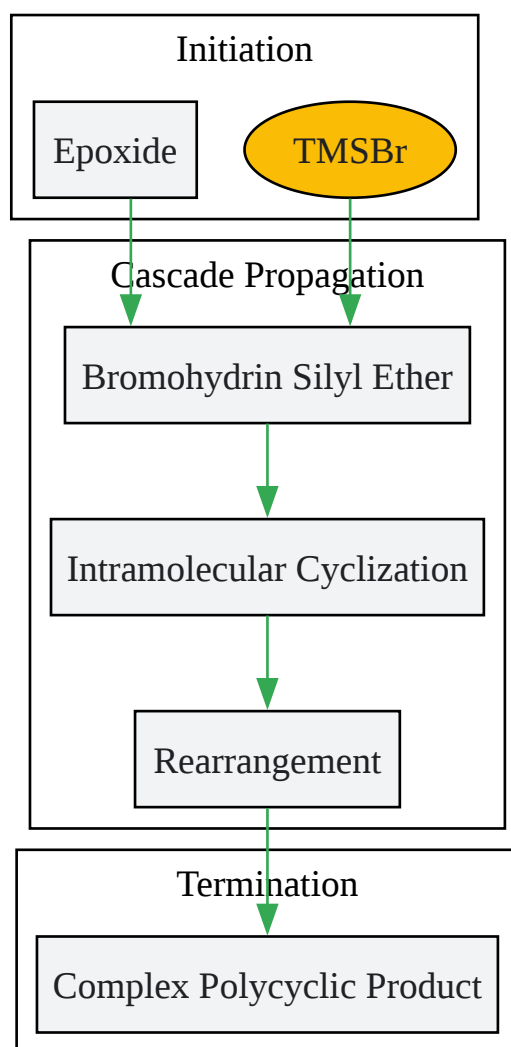 Initiation
Epoxide
TMSBr
Cascade Propagation
Bromohydrin Silyl Ether
Intramolecular Cyclization
Rearrangement
Termination
Complex Polycyclic Product